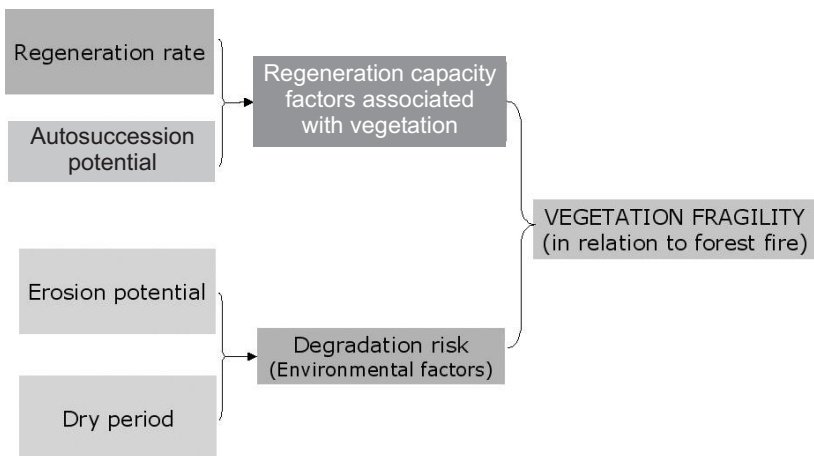 Regeneration rate
Autosuccession
potential
Regeneration capacity
factors associated
with vegetation
VEGETATION FRAGILITY
(in relation to forest fire)
Erosion potential
Dry period
Degradation risk
(Environmental factors)